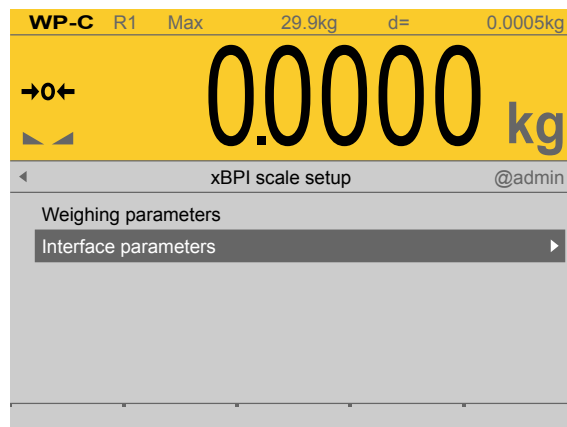 WP-C R1 Max 29.9kg d= 0.0005kg
→0← 0.0000 kg
xBPI scale setup @admin
Weighing parameters
Interface parameters